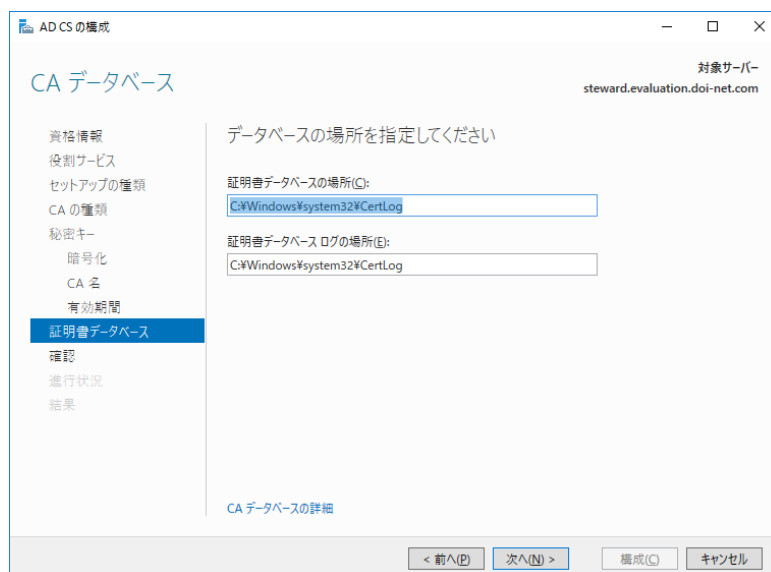 AD CS の構成
CA データベース
対象サーバー
steward.evaluation.doi-net.com
資格情報
役割サービス
セットアップの種類
CA の種類
秘密キー
暗号化
CA 名
有効期間
証明書データベース
確認
進行状況
結果
データベースの場所を指定してください
証明書データベースの場所(C):
C:¥Windows¥system32¥CertLog
証明書データベース ログの場所(E):
C:¥Windows¥system32¥CertLog
CA データベースの詳細
< 前へ(P)
次へ(N) >
構成(C)
キャンセル